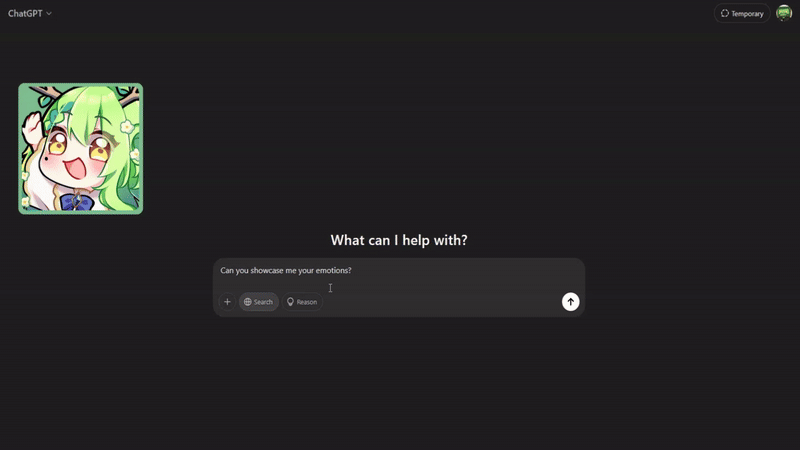 ChatGPT
Temporary
What can I help with?
Can you showcase me your emotions?
Search
Reason